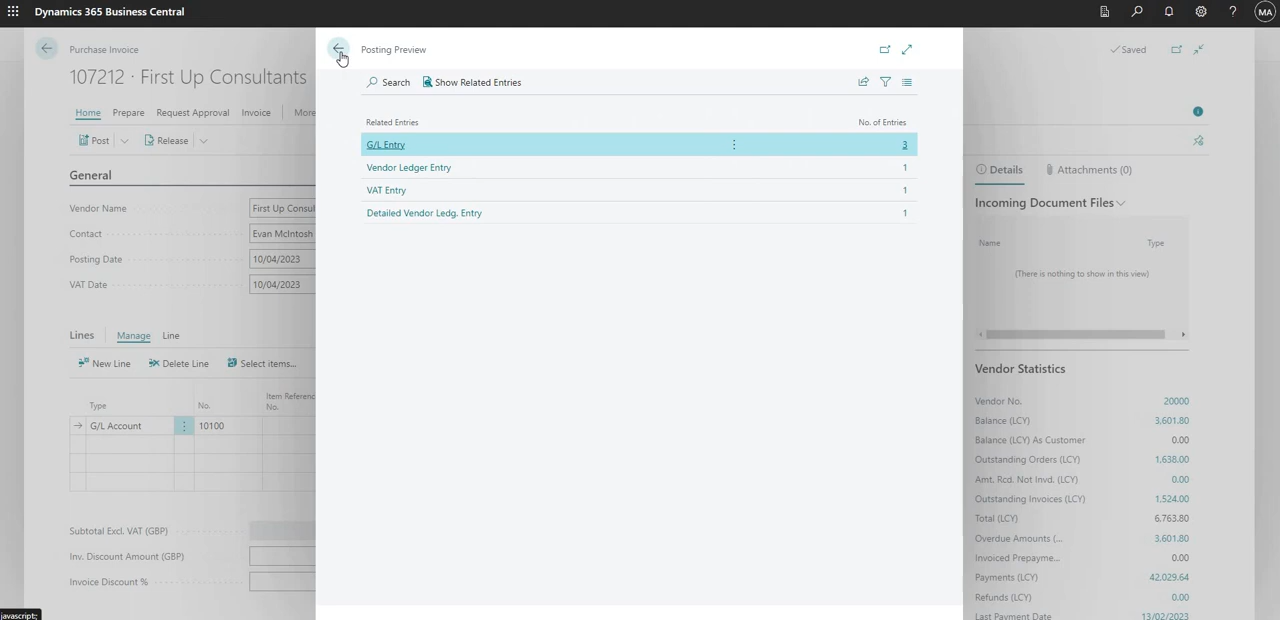 Dynamics 365 Business Central
MA
Purchase Invoice
107212 · First Up Consultants
Home Prepare Request Approval Invoice More
Post Release
General
Vendor Name First Up Consul
Contact Evan McIntosh
Posting Date 10/04/2023
VAT Date 10/04/2023
Lines Manage Line
New Line Delete Line Select items...
Type No. Item Referenc
No.
G/L Account 10100
Subtotal Excl. VAT (GBP)
Inv. Discount Amount (GBP)
Invoice Discount %
javascript:;
Posting Preview
Search Show Related Entries
Related Entries No. of Entries
G/L Entry 3
Vendor Ledger Entry 1
VAT Entry 1
Detailed Vendor Ledg. Entry 1
Saved
Details Attachments (0)
Incoming Document Files
Name Type
(There is nothing to show in this view)
Vendor Statistics
Vendor No. 20000
Balance (LCY) 3,601.80
Balance (LCY) As Customer 0.00
Outstanding Orders (LCY) 1,638.00
Amt. Rcd. Not Invd. (LCY) 0.00
Outstanding Invoices (LCY) 1,524.00
Total (LCY) 6,763.80
Overdue Amounts (... 3,601.80
Invoiced Prepayme... 0.00
Payments (LCY) 42,029.64
Refunds (LCY) 0.00
Last Payment Date 13/02/2023